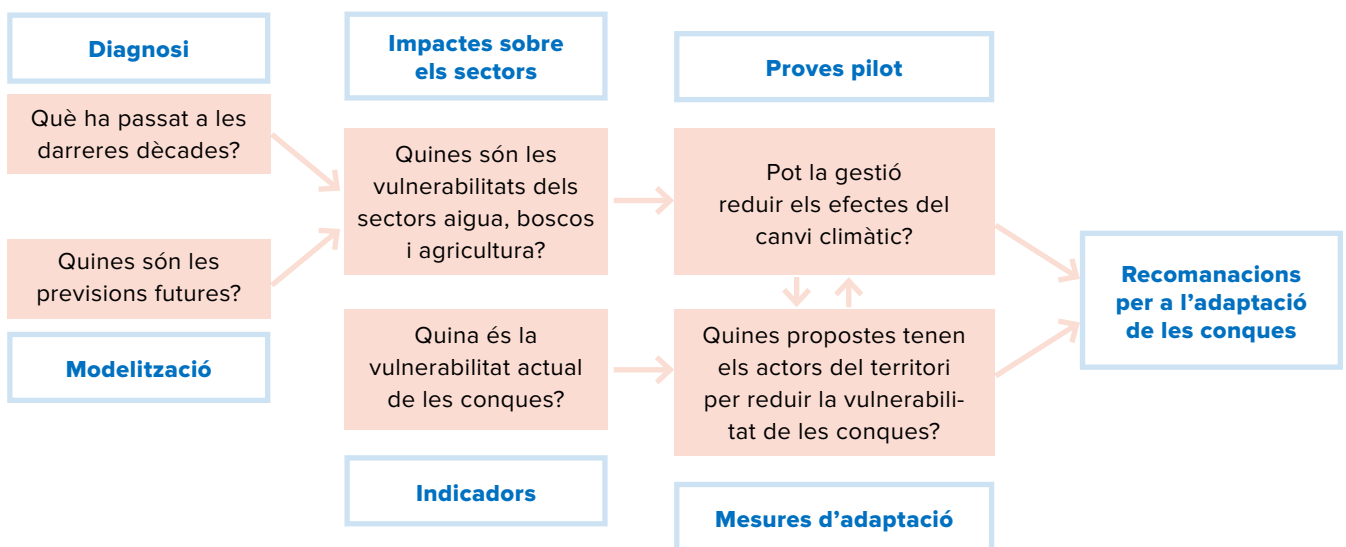 Diagnosi
Què ha passat a les
darreres dècades?
Quines són les
previsions futures?
Modelització
Impactes sobre
els sectors
Quines són les
vulnerabilitats dels
sectors aigua, boscos
i agricultura?
Quina és la
vulnerabilitat actual
de les conques?
Indicadors
Proves pilot
Pot la gestió
reduir els efectes del
canvi climàtic?
Quines propostes tenen
els actors del territori
per reduir la vulnerabili-
tat de les conques?
Mesures d’adaptació
Recomanacions
per a l’adaptació
de les conques